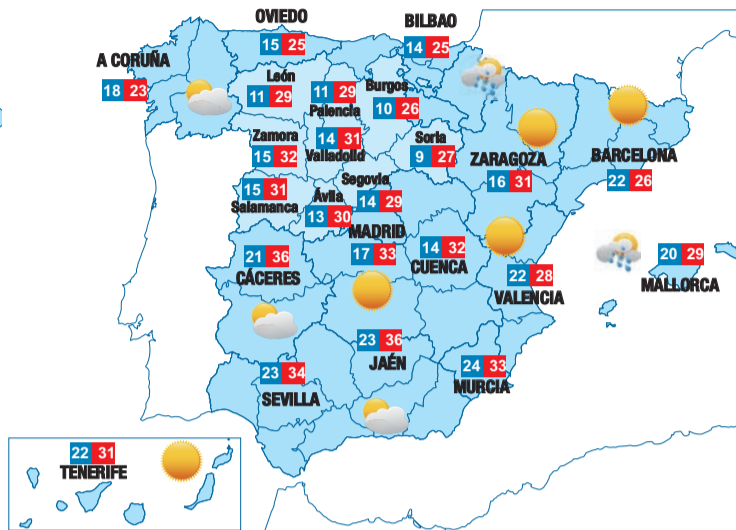 OVIEDO
15 25
BILBAO
14 25
A CORUÑA
18 23
León
11 29
11 29
Palencia
Burgos
10 26
Zamora
15 32
14 31
Valladolid
Soria
9 27
ZARAGOZA
16 31
BARCELONA
22 26
15 31
Salamanca
Ávila
13 30
Segovia
14 29
MADRID
17 33
14 32
CUENCA
21 36
CÁCERES
22 28
VALENCIA
20 29
MALLORCA
23 36
JAÉN
23 34
SEVILLA
24 33
MURCIA
22 31
TENERIFE